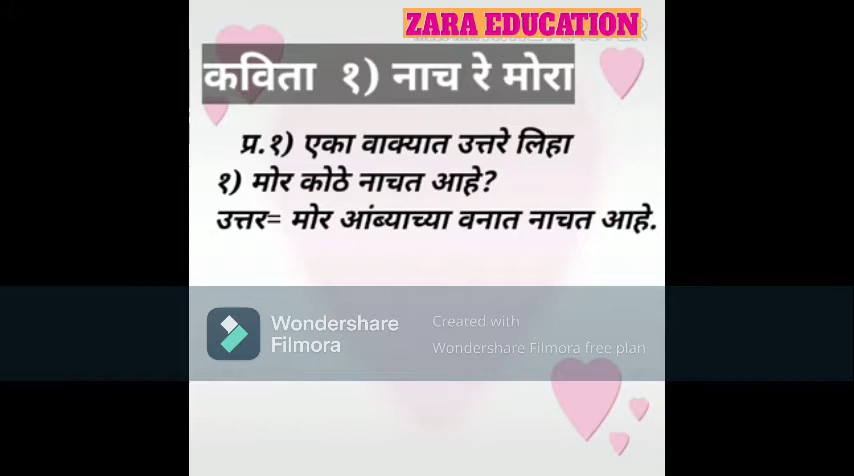 ZARA EDUCATION
कविता १) नाच रे मोरा
प्र.१) एका वाक्यात उत्तरे लिहा
१) मोर कोठे नाचत आहे?
उत्तर= मोर आंब्याच्या वनात नाचत आहे.
Wondershare
Filmora
Created with
Wondershare Filmora free plan